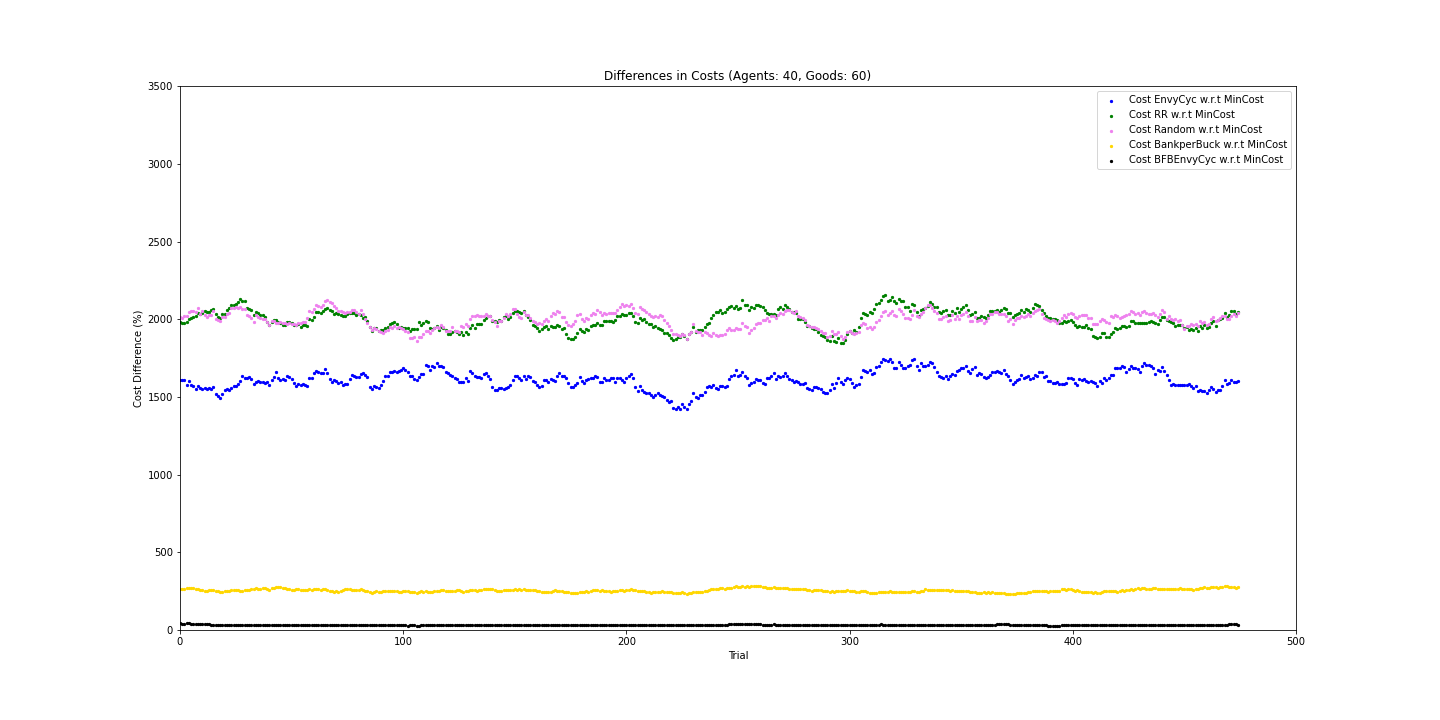 Differences in Costs (Agents: 40, Goods: 60)
Cost Difference (%)
3500
3000
2500
2000
1500
1000
500
0
Cost EnvyCyc w.r.t MinCost
Cost RR w.r.t MinCost
Cost Random w.r.t MinCost
Cost BankperBuck w.r.t MinCost
Cost BFBEnvyCyc w.r.t MinCost
0 100 200 300 400 500
Trial